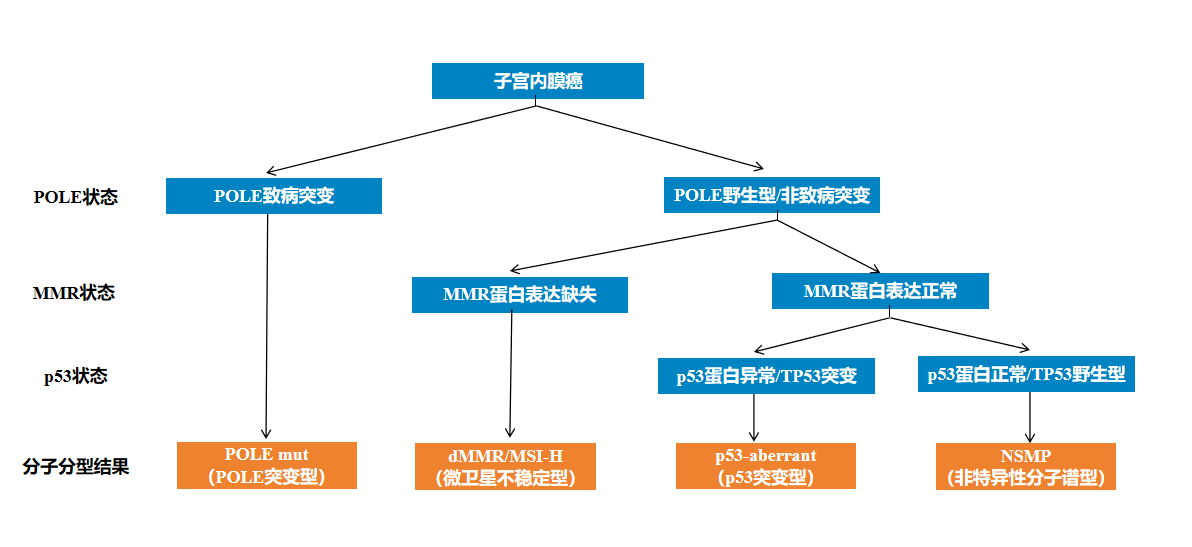 子宫内膜癌
POLE状态
POLE致病突变
POLE野生型/非致病突变
MMR状态
MMR蛋白表达缺失
MMR蛋白表达正常
p53状态
p53蛋白异常/TP53突变
p53蛋白正常/TP53野生型
分子分型结果
POLE mut
（POLE突变型）
dMMR/MSI-H
（微卫星不稳定型）
p53-aberrant
（p53突变型）
NSMP
（非特异性分子谱型）